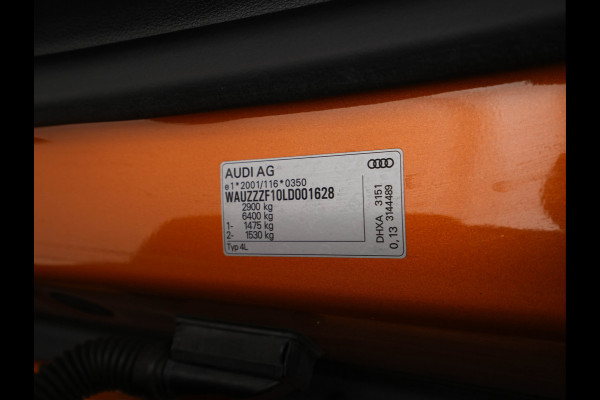 AUDI AG
e1*2001/116*0350
WAUZZZF10LD001628
2900 kg
6400 kg
1- 1475 kg
2- 1530 kg
Typ 4L
DHXA 3151
0,13 3144489